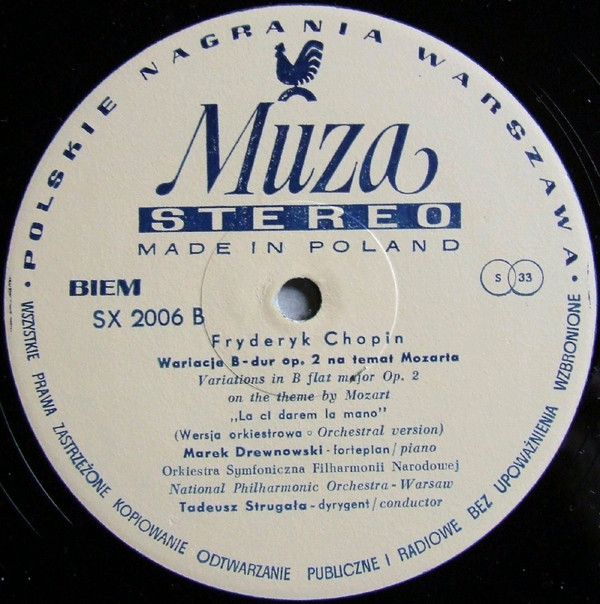 • POLSKIE NAGRANIA WARSZAWA •
Muza
STEREO
MADE IN POLAND
BIEM
S 33
SX 2006 B
Fryderyk Chopin
Wariacje B-dur op. 2 na temat Mozarta
Variations in B flat major Op. 2
on the theme by Mozart
„La ci darem la mano"
(Wersja orkiestrowa ○ Orchestral version)
Marek Drewnowski - fortepian / piano
Orkiestra Symfoniczna Filharmonii Narodowej
National Philharmonic Orchestra - Warsaw
Tadeusz Strugała - dyrygent / conductor
WSZYSTKIE PRAWA ZASTRZEŻONE KOPIOWANIE ODTWARZANIE PUBLICZNE I RADIOWE BEZ UPOWAŻNIENIA WZBRONIONE